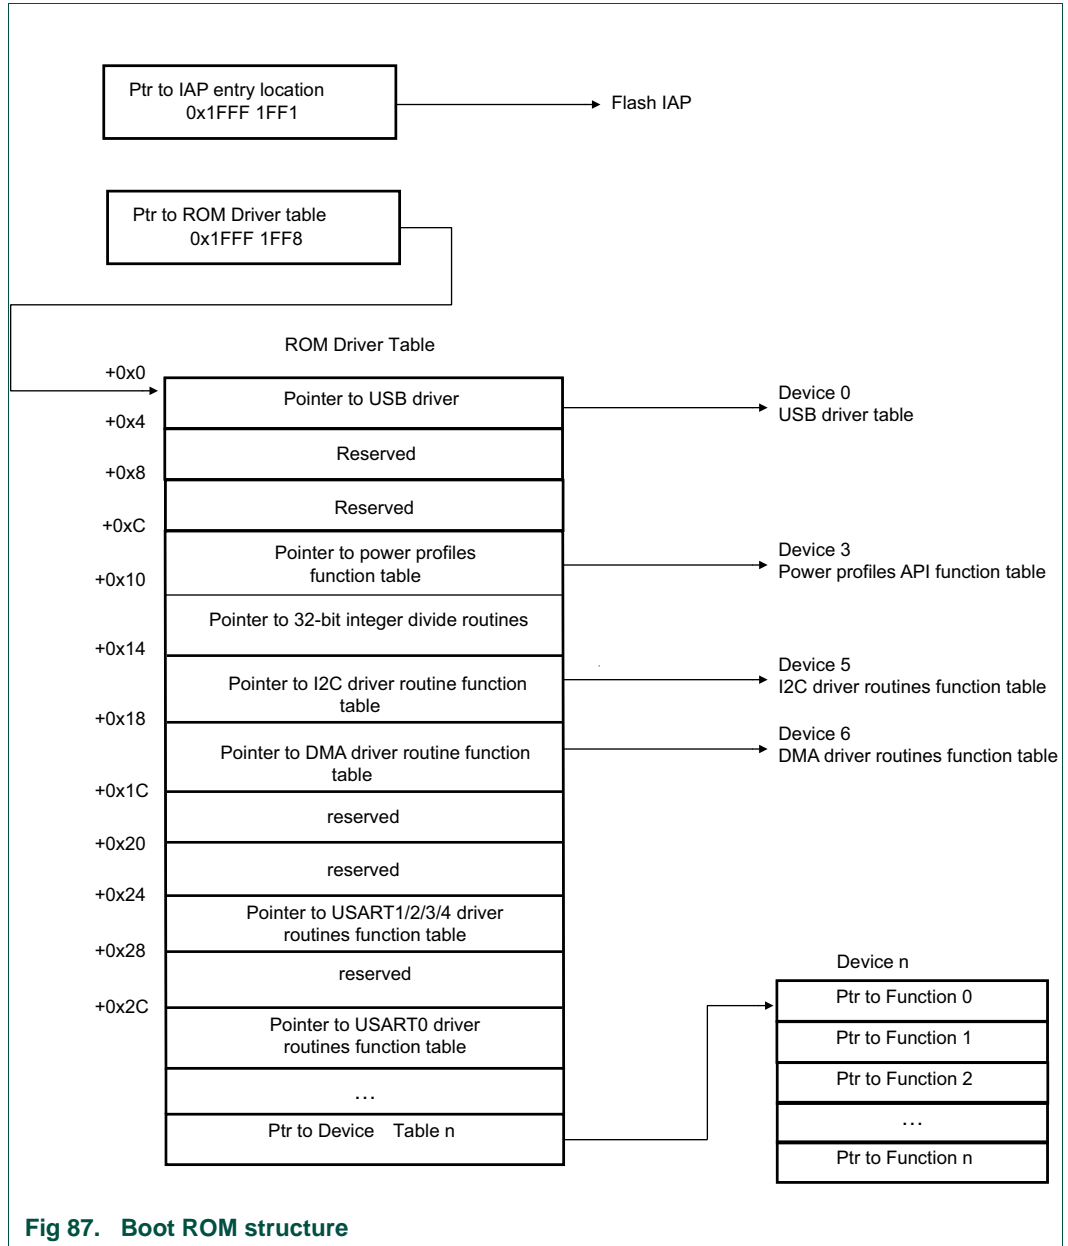 Ptr to IAP entry location
0x1FFF 1FF1
Flash IAP
Ptr to ROM Driver table
0x1FFF 1FF8
ROM Driver Table
+0x0
Pointer to USB driver
Device 0
USB driver table
+0x4
Reserved
+0x8
Reserved
+0xC
Pointer to power profiles
function table
Device 3
Power profiles API function table
+0x10
Pointer to 32-bit integer divide routines
+0x14
Pointer to I2C driver routine function
table
Device 5
I2C driver routines function table
+0x18
Pointer to DMA driver routine function
table
Device 6
DMA driver routines function table
+0x1C
reserved
+0x20
reserved
+0x24
Pointer to USART1/2/3/4 driver
routines function table
+0x28
reserved
+0x2C
Pointer to USART0 driver
routines function table
...
Ptr to Device Table n
Device n
Ptr to Function 0
Ptr to Function 1
Ptr to Function 2
...
Ptr to Function n
Fig 87. Boot ROM structure